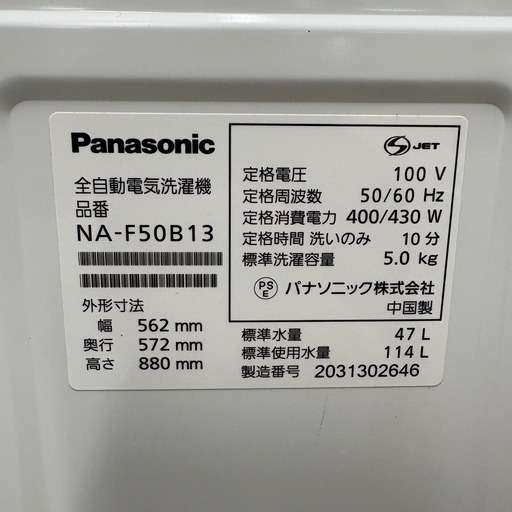 Panasonic
全自動電気洗濯機
品番
NA-F50B13
外形寸法
幅 562 mm
奥行 572 mm
高さ 880 mm
S JET
定格電圧 100 V
定格周波数 50/60 Hz
定格消費電力 400/430 W
定格時間 洗いのみ 10 分
標準洗濯容量 5.0 kg
PS E パナソニック株式会社
中国製
標準水量 47 L
標準使用水量 114 L
製造番号 2031302646